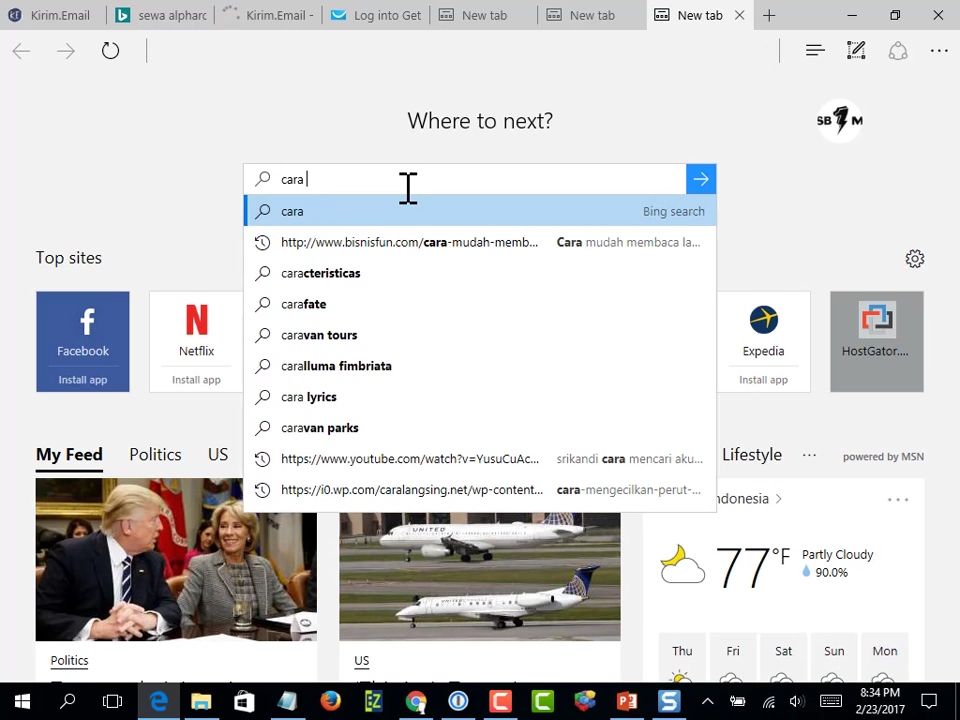 Kirim.Email
sewa alpharc
Kirim.Email -
Log into Get
New tab
New tab
New tab
Where to next?
SB M
cara
cara Bing search
http://www.bisnisfun.com/cara-mudah-memb... Cara mudah membaca la...
caracteristicas
carafate
caravan tours
caralluma fimbriata
cara lyrics
caravan parks
https://www.youtube.com/watch?v=YusuCuAc... srikandi cara mencari aku...
https://i0.wp.com/caralangsing.net/wp-content... cara-mengecilkan-perut-...
Top sites
Facebook
Install app
Netflix
Install app
Expedia
Install app
HostGator....
My Feed Politics US Lifestyle ... powered by MSN
ndonesia
77°F
Partly Cloudy
90.0%
UNITED
UNITED
Thu Fri Sat Sun Mon
Politics
US
8:34 PM
2/23/2017